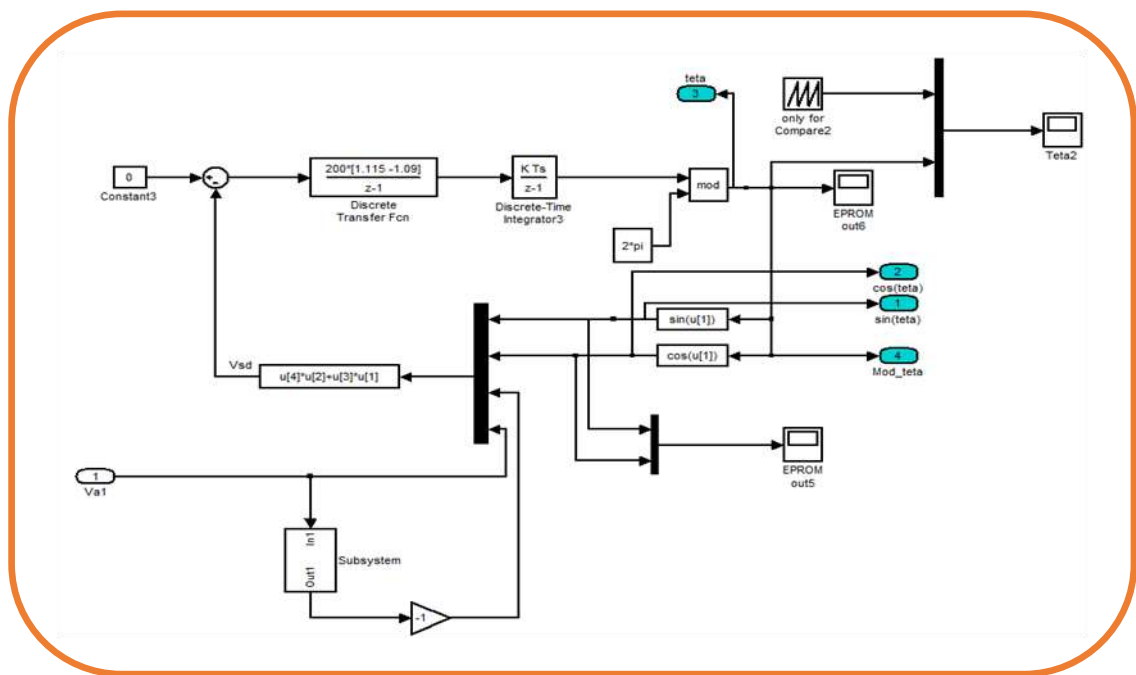 teta
3
only for
Compare2
Teta2
0
Constant3
200*[1.115 -1.09]
z-1
Discrete
Transfer Fcn
K Ts
z-1
Discrete-Time
Integrator3
mod
EPROM
out6
2*pi
2
cos(teta)
1
sin(teta)
sin(u[1])
cos(u[1])
4
Mod_teta
Vsd
u[4]*u[2]+u[3]*u[1]
EPROM
out5
1
Va1
In1
Out1
Subsystem
-1